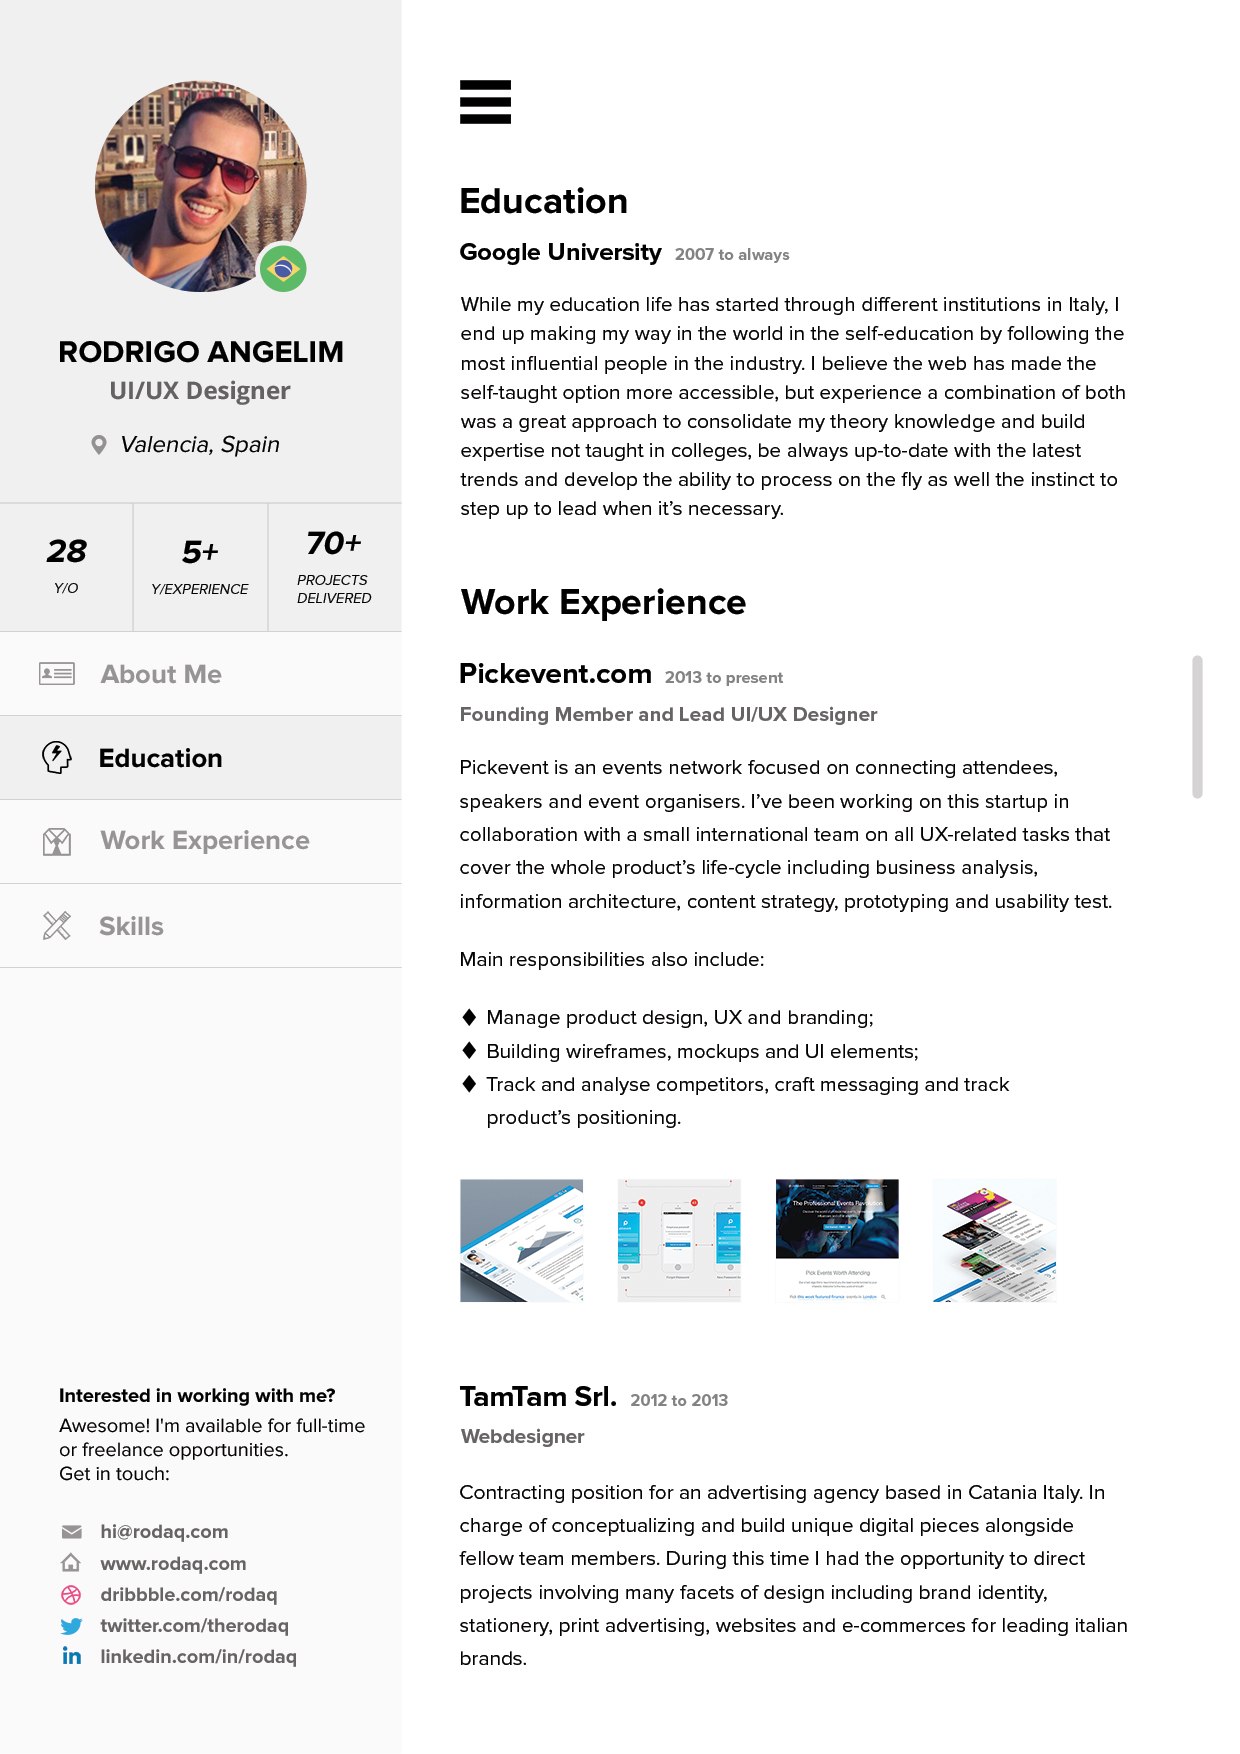 RODRIGO ANGELIM
UI/UX Designer
Valencia, Spain
28
Y/O
5+
Y/EXPERIENCE
70+
PROJECTS
DELIVERED
About Me
Education
Work Experience
Skills
Interested in working with me?
Awesome! I'm available for full-time
or freelance opportunities.
Get in touch:
hi@rodaq.com
www.rodaq.com
dribbble.com/rodaq
twitter.com/therodaq
linkedin.com/in/rodaq
Education
Google University 2007 to always
While my education life has started through different institutions in Italy, I
end up making my way in the world in the self-education by following the
most influential people in the industry. I believe the web has made the
self-taught option more accessible, but experience a combination of both
was a great approach to consolidate my theory knowledge and build
expertise not taught in colleges, be always up-to-date with the latest
trends and develop the ability to process on the fly as well the instinct to
step up to lead when it’s necessary.
Work Experience
Pickevent.com 2013 to present
Founding Member and Lead UI/UX Designer
Pickevent is an events network focused on connecting attendees,
speakers and event organisers. I’ve been working on this startup in
collaboration with a small international team on all UX-related tasks that
cover the whole product’s life-cycle including business analysis,
information architecture, content strategy, prototyping and usability test.
Main responsibilities also include:
♦ Manage product design, UX and branding;
♦ Building wireframes, mockups and UI elements;
♦ Track and analyse competitors, craft messaging and track
product’s positioning.
The Professional Events Revolution
Pick Events Worth Attending
TamTam Srl. 2012 to 2013
Webdesigner
Contracting position for an advertising agency based in Catania Italy. In
charge of conceptualizing and build unique digital pieces alongside
fellow team members. During this time I had the opportunity to direct
projects involving many facets of design including brand identity,
stationery, print advertising, websites and e-commerces for leading italian
brands.